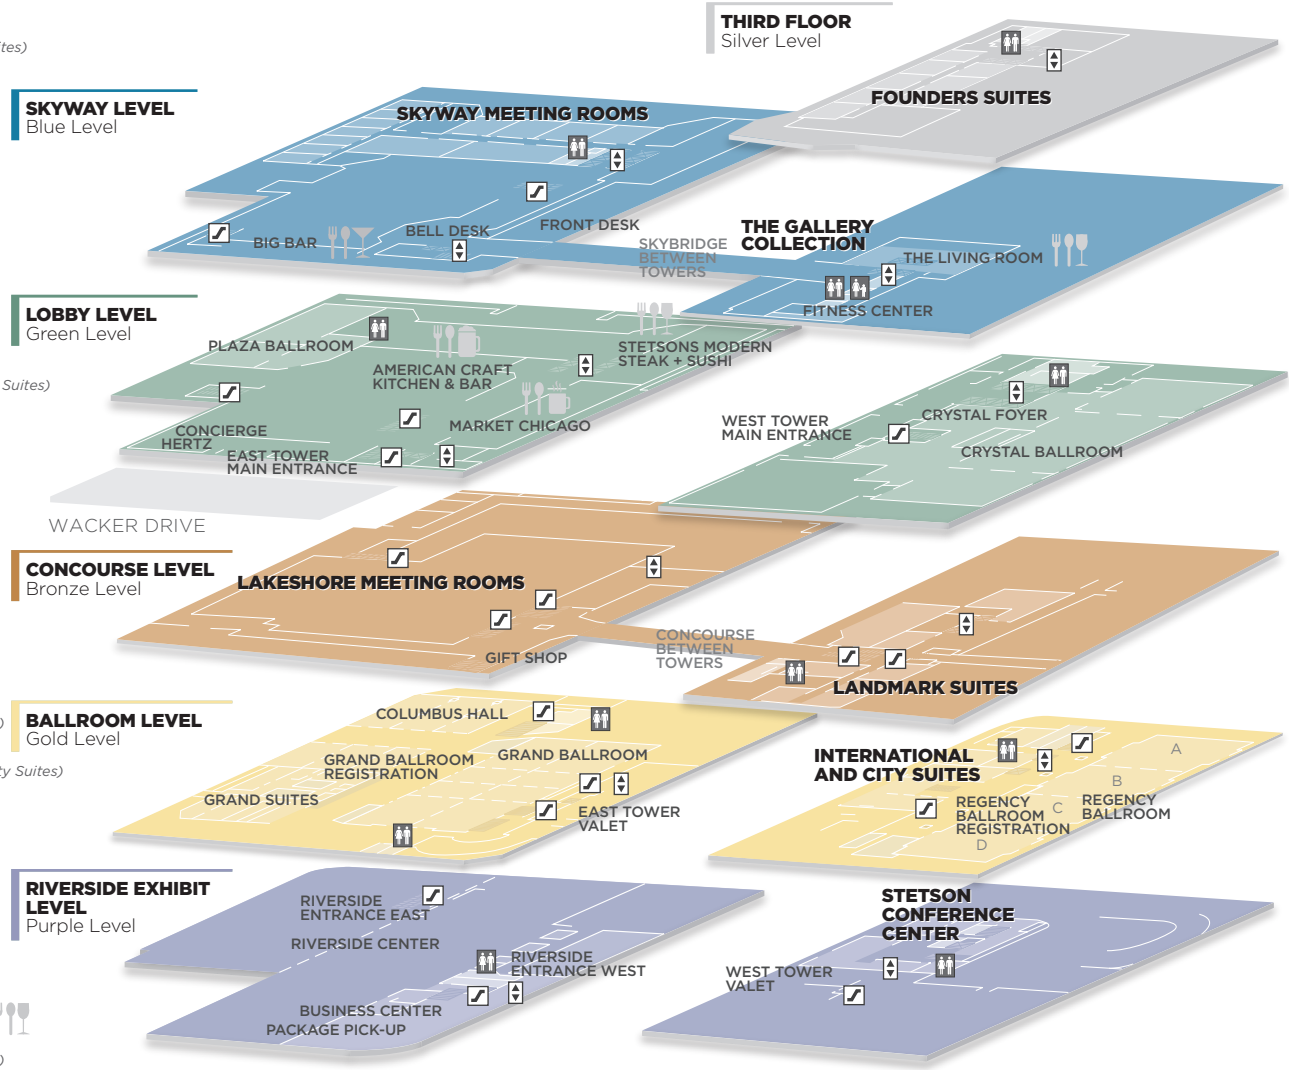 ites)
THIRD FLOOR
Silver Level
FOUNDERS SUITES
SKYWAY LEVEL
Blue Level
SKYWAY MEETING ROOMS
FRONT DESK
BELL DESK
BIG BAR
SKYBRIDGE
BETWEEN
TOWERS
THE GALLERY
COLLECTION
THE LIVING ROOM
FITNESS CENTER
LOBBY LEVEL
Green Level
Suites)
PLAZA BALLROOM
AMERICAN CRAFT
KITCHEN & BAR
STETSONS MODERN
STEAK + SUSHI
MARKET CHICAGO
CONCIERGE
HERTZ
EAST TOWER
MAIN ENTRANCE
WEST TOWER
MAIN ENTRANCE
CRYSTAL FOYER
CRYSTAL BALLROOM
WACKER DRIVE
CONCOURSE LEVEL
Bronze Level
LAKESHORE MEETING ROOMS
GIFT SHOP
CONCOURSE
BETWEEN
TOWERS
LANDMARK SUITES
)
BALLROOM LEVEL
Gold Level
ty Suites)
COLUMBUS HALL
GRAND BALLROOM
REGISTRATION
GRAND BALLROOM
GRAND SUITES
EAST TOWER
VALET
INTERNATIONAL
AND CITY SUITES
A
B
C
D
REGENCY
BALLROOM
REGISTRATION
REGENCY
BALLROOM
RIVERSIDE EXHIBIT
LEVEL
Purple Level
RIVERSIDE
ENTRANCE EAST
RIVERSIDE CENTER
RIVERSIDE
ENTRANCE WEST
BUSINESS CENTER
PACKAGE PICK-UP
STETSON
CONFERENCE
CENTER
WEST TOWER
VALET
)